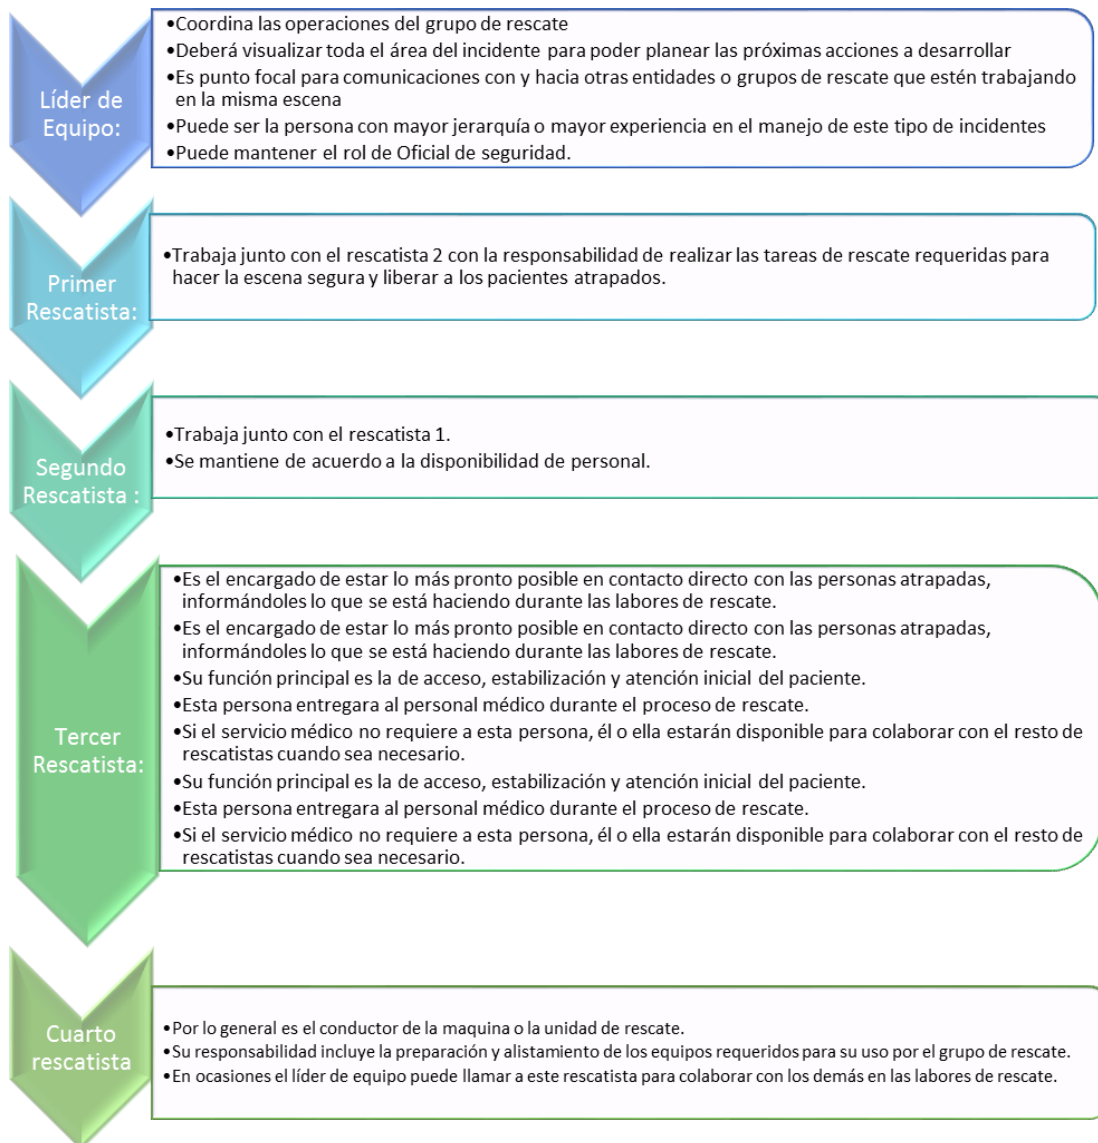 Líder de
Equipo:
•Coordina las operaciones del grupo de rescate
•Deberá visualizar toda el área del incidente para poder planear las próximas acciones a desarrollar
•Es punto focal para comunicaciones con y hacia otras entidades o grupos de rescate que estén trabajando
en la misma escena
•Puede ser la persona con mayor jerarquía o mayor experiencia en el manejo de este tipo de incidentes
•Puede mantener el rol de Oficial de seguridad.
Primer
Rescatista:
•Trabaja junto con el rescatista 2 con la responsabilidad de realizar las tareas de rescate requeridas para
hacer la escena segura y liberar a los pacientes atrapados.
Segundo
Rescatista :
•Trabaja junto con el rescatista 1.
•Se mantiene de acuerdo a la disponibilidad de personal.
Tercer
Rescatista:
•Es el encargado de estar lo más pronto posible en contacto directo con las personas atrapadas,
informándoles lo que se está haciendo durante las labores de rescate.
•Es el encargado de estar lo más pronto posible en contacto directo con las personas atrapadas,
informándoles lo que se está haciendo durante las labores de rescate.
•Su función principal es la de acceso, estabilización y atención inicial del paciente.
•Esta persona entregara al personal médico durante el proceso de rescate.
•Si el servicio médico no requiere a esta persona, él o ella estarán disponible para colaborar con el resto de
rescatistas cuando sea necesario.
•Su función principal es la de acceso, estabilización y atención inicial del paciente.
•Esta persona entregara al personal médico durante el proceso de rescate.
•Si el servicio médico no requiere a esta persona, él o ella estarán disponible para colaborar con el resto de
rescatistas cuando sea necesario.
Cuarto
rescatista
•Por lo general es el conductor de la maquina o la unidad de rescate.
•Su responsabilidad incluye la preparación y alistamiento de los equipos requeridos para su uso por el grupo de rescate.
•En ocasiones el líder de equipo puede llamar a este rescatista para colaborar con los demás en las labores de rescate.